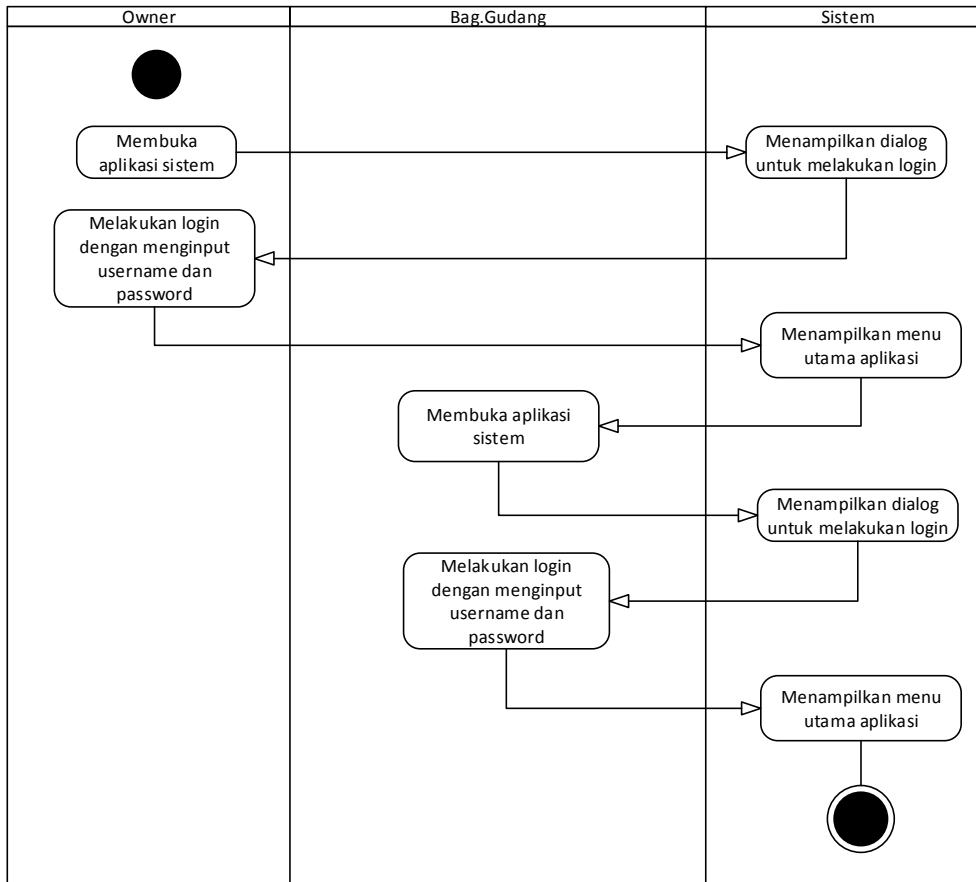 Owner
Bag.Gudang
Sistem
Membuka
aplikasi sistem
Menampilkan dialog
untuk melakukan login
Melakukan login
dengan menginput
username dan
password
Menampilkan menu
utama aplikasi
Membuka aplikasi
sistem
Menampilkan dialog
untuk melakukan login
Melakukan login
dengan menginput
username dan
password
Menampilkan menu
utama aplikasi